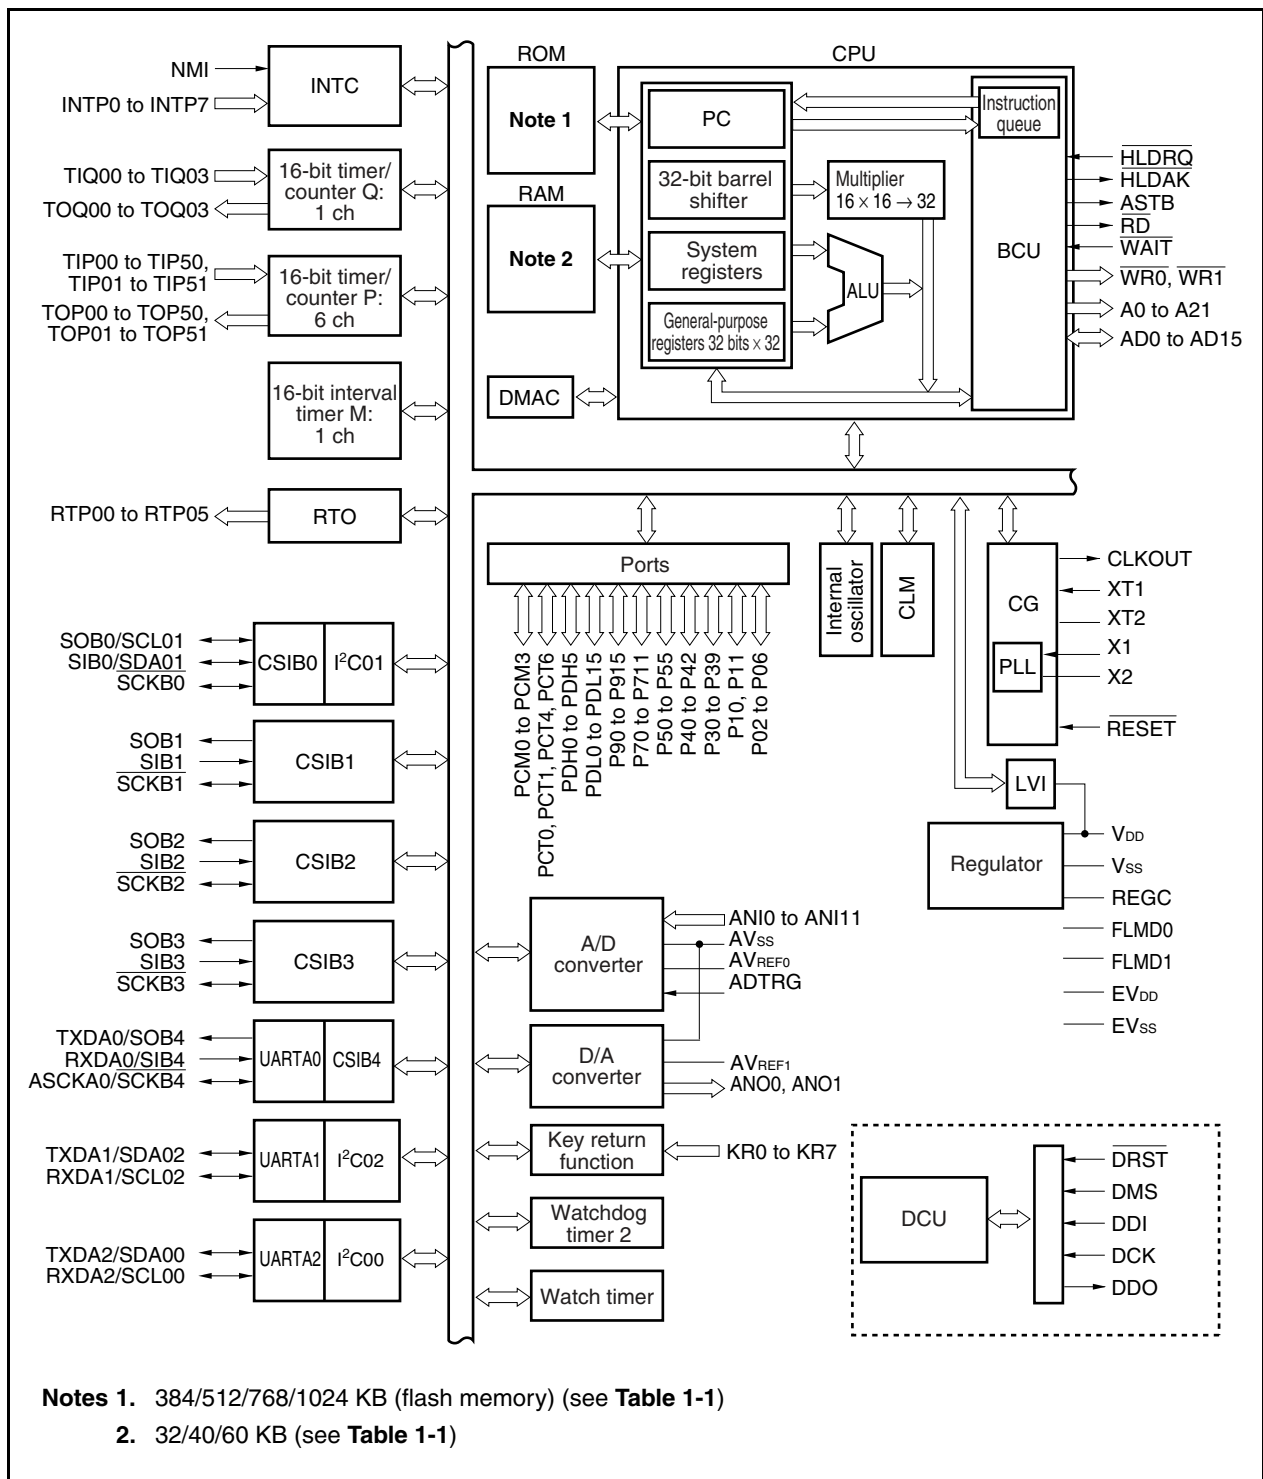 NMI
INTP0 to INTP7
INTC
TIQ00 to TIQ03
TOQ00 to TOQ03
16-bit timer/
counter Q:
1 ch
TIP00 to TIP50,
TIP01 to TIP51
TOP00 to TOP50,
TOP01 to TOP51
16-bit timer/
counter P:
6 ch
16-bit interval
timer M:
1 ch
RTP00 to RTP05
RTO
SOB0/SCL01
SIB0/SDA01
SCKB0
CSIB0
I²C01
SOB1
SIB1
SCKB1
CSIB1
SOB2
SIB2
SCKB2
CSIB2
SOB3
SIB3
SCKB3
CSIB3
TXDA0/SOB4
RXDA0/SIB4
ASCKA0/SCKB4
UARTA0
CSIB4
TXDA1/SDA02
RXDA1/SCL02
UARTA1
I²C02
TXDA2/SDA00
RXDA2/SCL00
UARTA2
I²C00
ROM
Note 1
RAM
Note 2
DMAC
CPU
PC
32-bit barrel
shifter
System
registers
General-purpose
registers 32 bits × 32
Multiplier
16 × 16 → 32
ALU
Instruction
queue
BCU
HLDRQ
HLDAK
ASTB
RD
WAIT
WR0, WR1
A0 to A21
AD0 to AD15
Ports
PCM0 to PCM3
PCT0, PCT1, PCT4, PCT6
PDH0 to PDH5
PDL0 to PDL15
P90 to P915
P70 to P711
P50 to P55
P40 to P42
P30 to P39
P10, P11
P02 to P06
Internal
oscillator
CLM
CG
PLL
CLKOUT
XT1
XT2
X1
X2
RESET
LVI
Regulator
VDD
VSS
REGC
FLMD0
FLMD1
EVDD
EVSS
A/D
converter
ANI0 to ANI11
AVSS
AVREF0
ADTRG
D/A
converter
AVREF1
ANO0, ANO1
Key return
function
KR0 to KR7
Watchdog
timer 2
Watch timer
DCU
DRST
DMS
DDI
DCK
DDO
Notes 1. 384/512/768/1024 KB (flash memory) (see Table 1-1)
2. 32/40/60 KB (see Table 1-1)